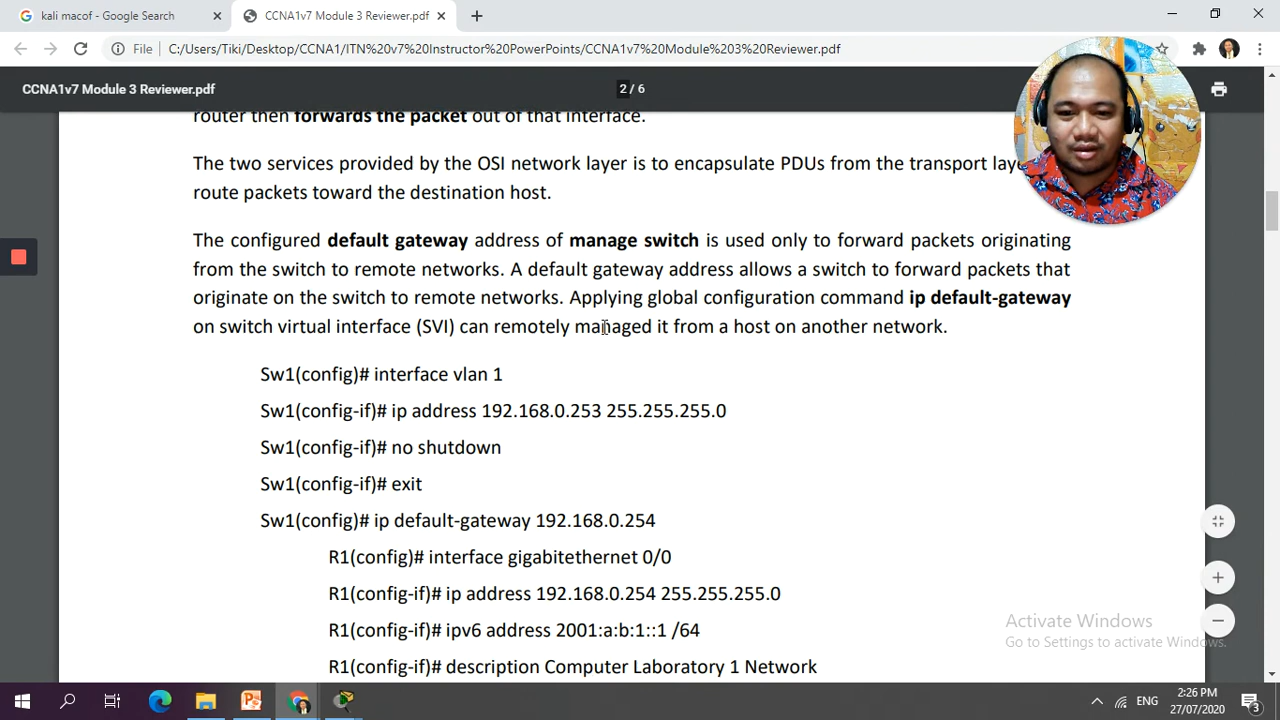 kali macof - Google Search
CCNA1v7 Module 3 Reviewer.pdf
File
C:/Users/Tiki/Desktop/CCNA1/ITN%20v7%20Instructor%20PowerPoints/CCNA1v7%20Module%203%20Reviewer.pdf
CCNA1v7 Module 3 Reviewer.pdf
2 / 6
router then forwards the packet out of that interface.
The two services provided by the OSI network layer is to encapsulate PDUs from the transport
route packets toward the destination host.
The configured default gateway address of manage switch is used only to forward packets originating
from the switch to remote networks. A default gateway address allows a switch to forward packets that
originate on the switch to remote networks. Applying global configuration command ip default-gateway
on switch virtual interface (SVI) can remotely managed it from a host on another network.
Sw1(config)# interface vlan 1
Sw1(config-if)# ip address 192.168.0.253 255.255.255.0
Sw1(config-if)# no shutdown
Sw1(config-if)# exit
Sw1(config)# ip default-gateway 192.168.0.254
R1(config)# interface gigabitethernet 0/0
R1(config-if)# ip address 192.168.0.254 255.255.255.0
R1(config-if)# ipv6 address 2001:a:b:1::1 /64
R1(config-if)# description Computer Laboratory 1 Network
Activate Windows
Go to Settings to activate Windows.
ENG
2:26 PM
27/07/2020
3